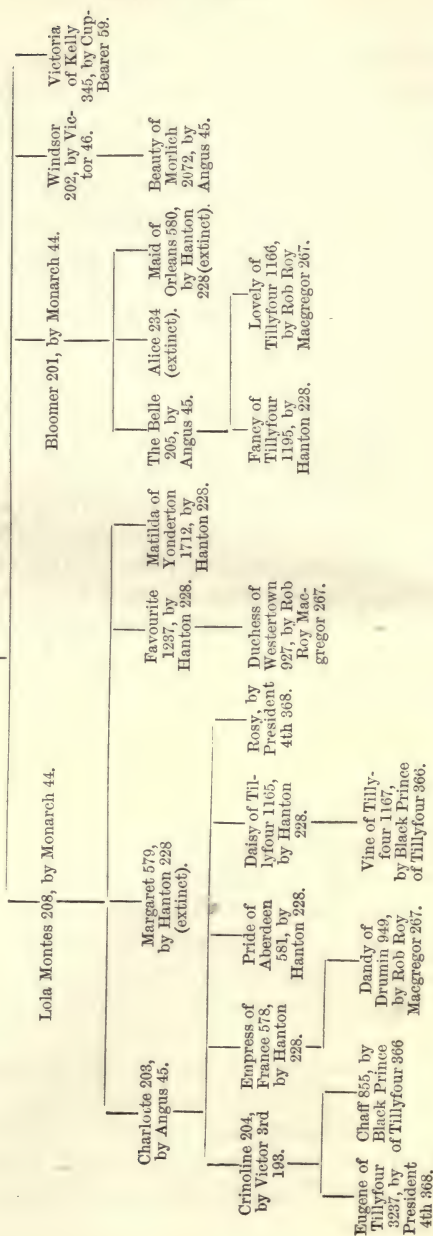 Lola Montes 208, by Monarch 44.
Bloomer 201, by Monarch 44.
Windsor
202, by Vic-
tor 46.
Victoria
of Kelly
345, by Cup-
Bearer 59.
Charlotte 203,
by Angus 45.
Margaret 579,
by Hanton 228
(extinct).
Favourite
1237, by
Hanton 228.
Matilda of
Yonderton
1712, by
Hanton 228.
The Belle
205, by
Angus 45.
Alice 234
(extinct).
Maid of
Orleans 580,
by Hanton
228 (extinct).
Beauty of
Morlich
2072, by
Angus 45.
Crinoline 204,
by Victor 3rd
193.
Empress of
France 578,
by Hanton
228.
Pride of
Aberdeen
581, by
Hanton 228.
Daisy of Til-
lyfour 1165,
by Hanton
228.
Rosy, by
President
4th 368.
Duchess of
Westertown
927, by Rob
Roy Mac-
gregor 267.
Fancy of
Tillyfour
1195, by
Hanton 228.
Lovely of
Tillyfour 1166,
by Rob Roy
Macgregor 267.
Eugene of
Tillyfour
3237, by
President
4th 368.
Chaff 855, by
Black Prince
of Tillyfour 366
Dandy of
Drumin 949,
by Rob Roy
Macgregor 267.
Vine of Tilly-
four 1167,
by Black Prince
of Tillyfour 366.